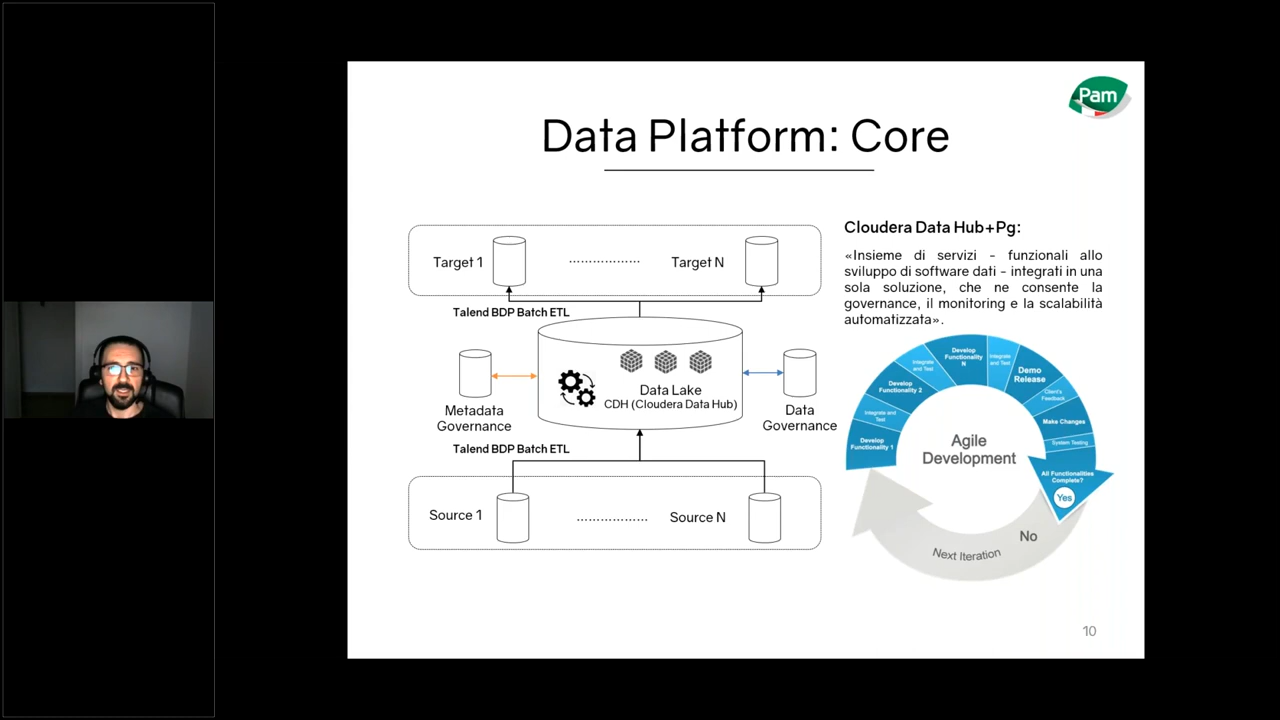 Pam
Data Platform: Core
Target 1
....................
Target N
Talend BDP Batch ETL
Data Lake
CDH (Cloudera Data Hub)
Metadata
Governance
Data
Governance
Talend BDP Batch ETL
Source 1
....................
Source N
Cloudera Data Hub+Pg:
«Insieme di servizi - funzionali allo
sviluppo di software dati - integrati in una
sola soluzione, che ne consente la
governance, il monitoring e la scalabilità
automatizzata».
Develop
Functionality 1
Integrate and
Test
Develop
Functionality 2
Integrate
and Test
Develop
Functionality
N
Integrate
and Test
Demo
Release
Client's
Feedback
Make Changes
System Testing
All Functionalities
Complete?
Yes
Agile
Development
No
Next Iteration
10